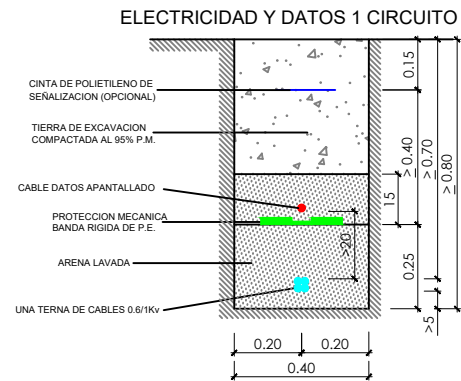 ELECTRICIDAD Y DATOS 1 CIRCUITO
CINTA DE POLIETILENO DE
SEÑALIZACION (OPCIONAL)
TIERRA DE EXCAVACION
COMPACTADA AL 95% P.M.
CABLE DATOS APANTALLADO
PROTECCION MECANICA
BANDA RIGIDA DE P.E.
ARENA LAVADA
UNA TERNA DE CABLES 0.6/1Kv
0.15
>0.40
>0.70
>0.80
15
>20
0.25
>5
0.20
0.20
0.40